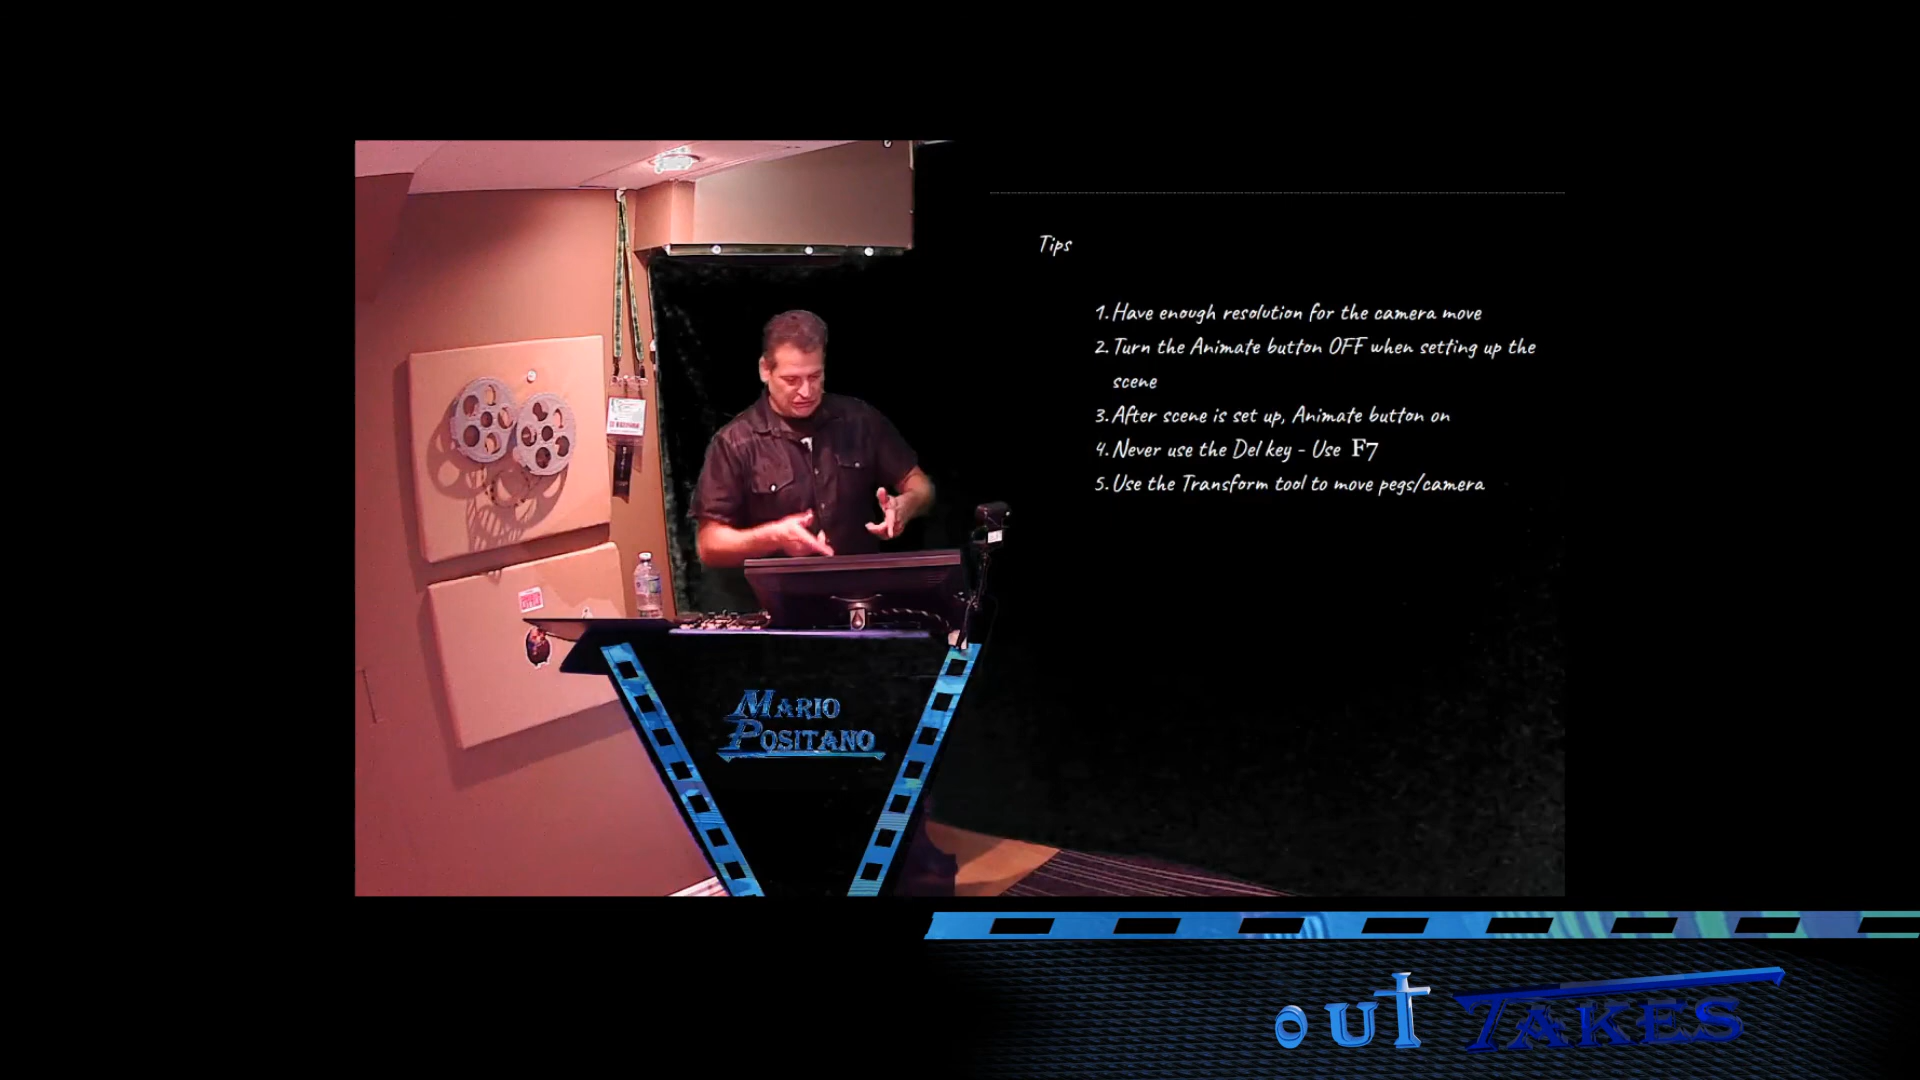 Tips
1. Have enough resolution for the camera move
2. Turn the Animate button OFF when setting up the
scene
3. After scene is set up, Animate button on
4. Never use the Del key - Use F7
5. Use the Transform tool to move pegs/camera
MARIO
POSITANO
out TAKES